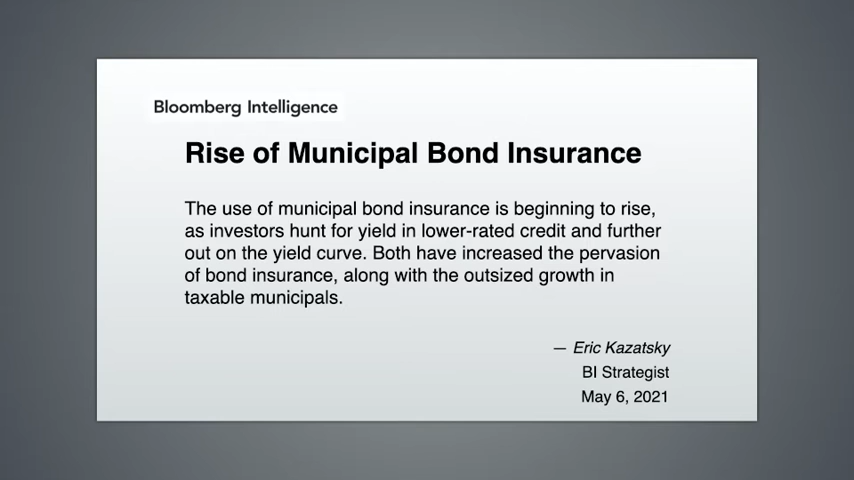 Bloomberg Intelligence
Rise of Municipal Bond Insurance
The use of municipal bond insurance is beginning to rise,
as investors hunt for yield in lower-rated credit and further
out on the yield curve. Both have increased the pervasion
of bond insurance, along with the outsized growth in
taxable municipals.
— Eric Kazatsky
BI Strategist
May 6, 2021